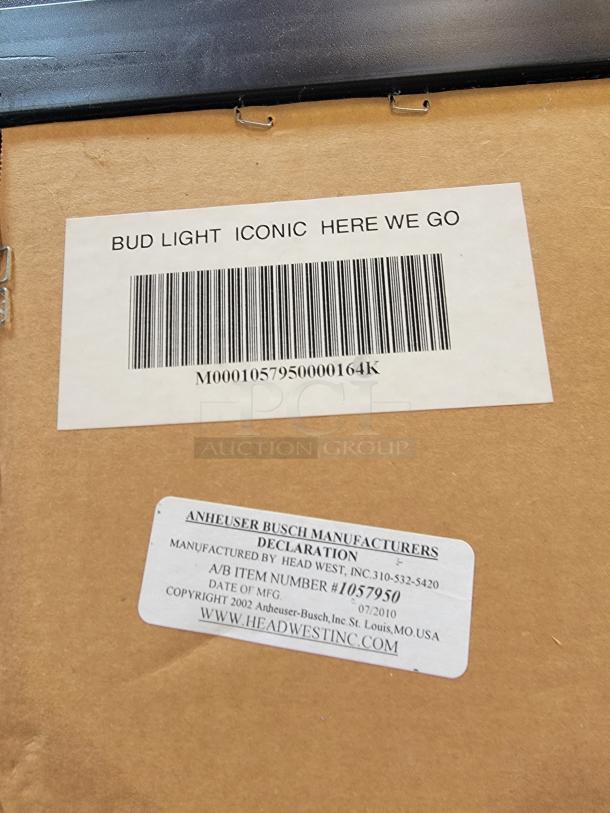 BUD LIGHT ICONIC HERE WE GO
M0001057950000164K
PCI
AUCTION GROUP
ANHEUSER BUSCH MANUFACTURERS
DECLARATION
MANUFACTURED BY HEAD WEST, INC.310-532-5420
A/B ITEM NUMBER #1057950
DATE OF MFG. 07/2010
COPYRIGHT 2002 Anheuser-Busch,Inc.St. Louis,MO.USA
WWW.HEADWESTINC.COM